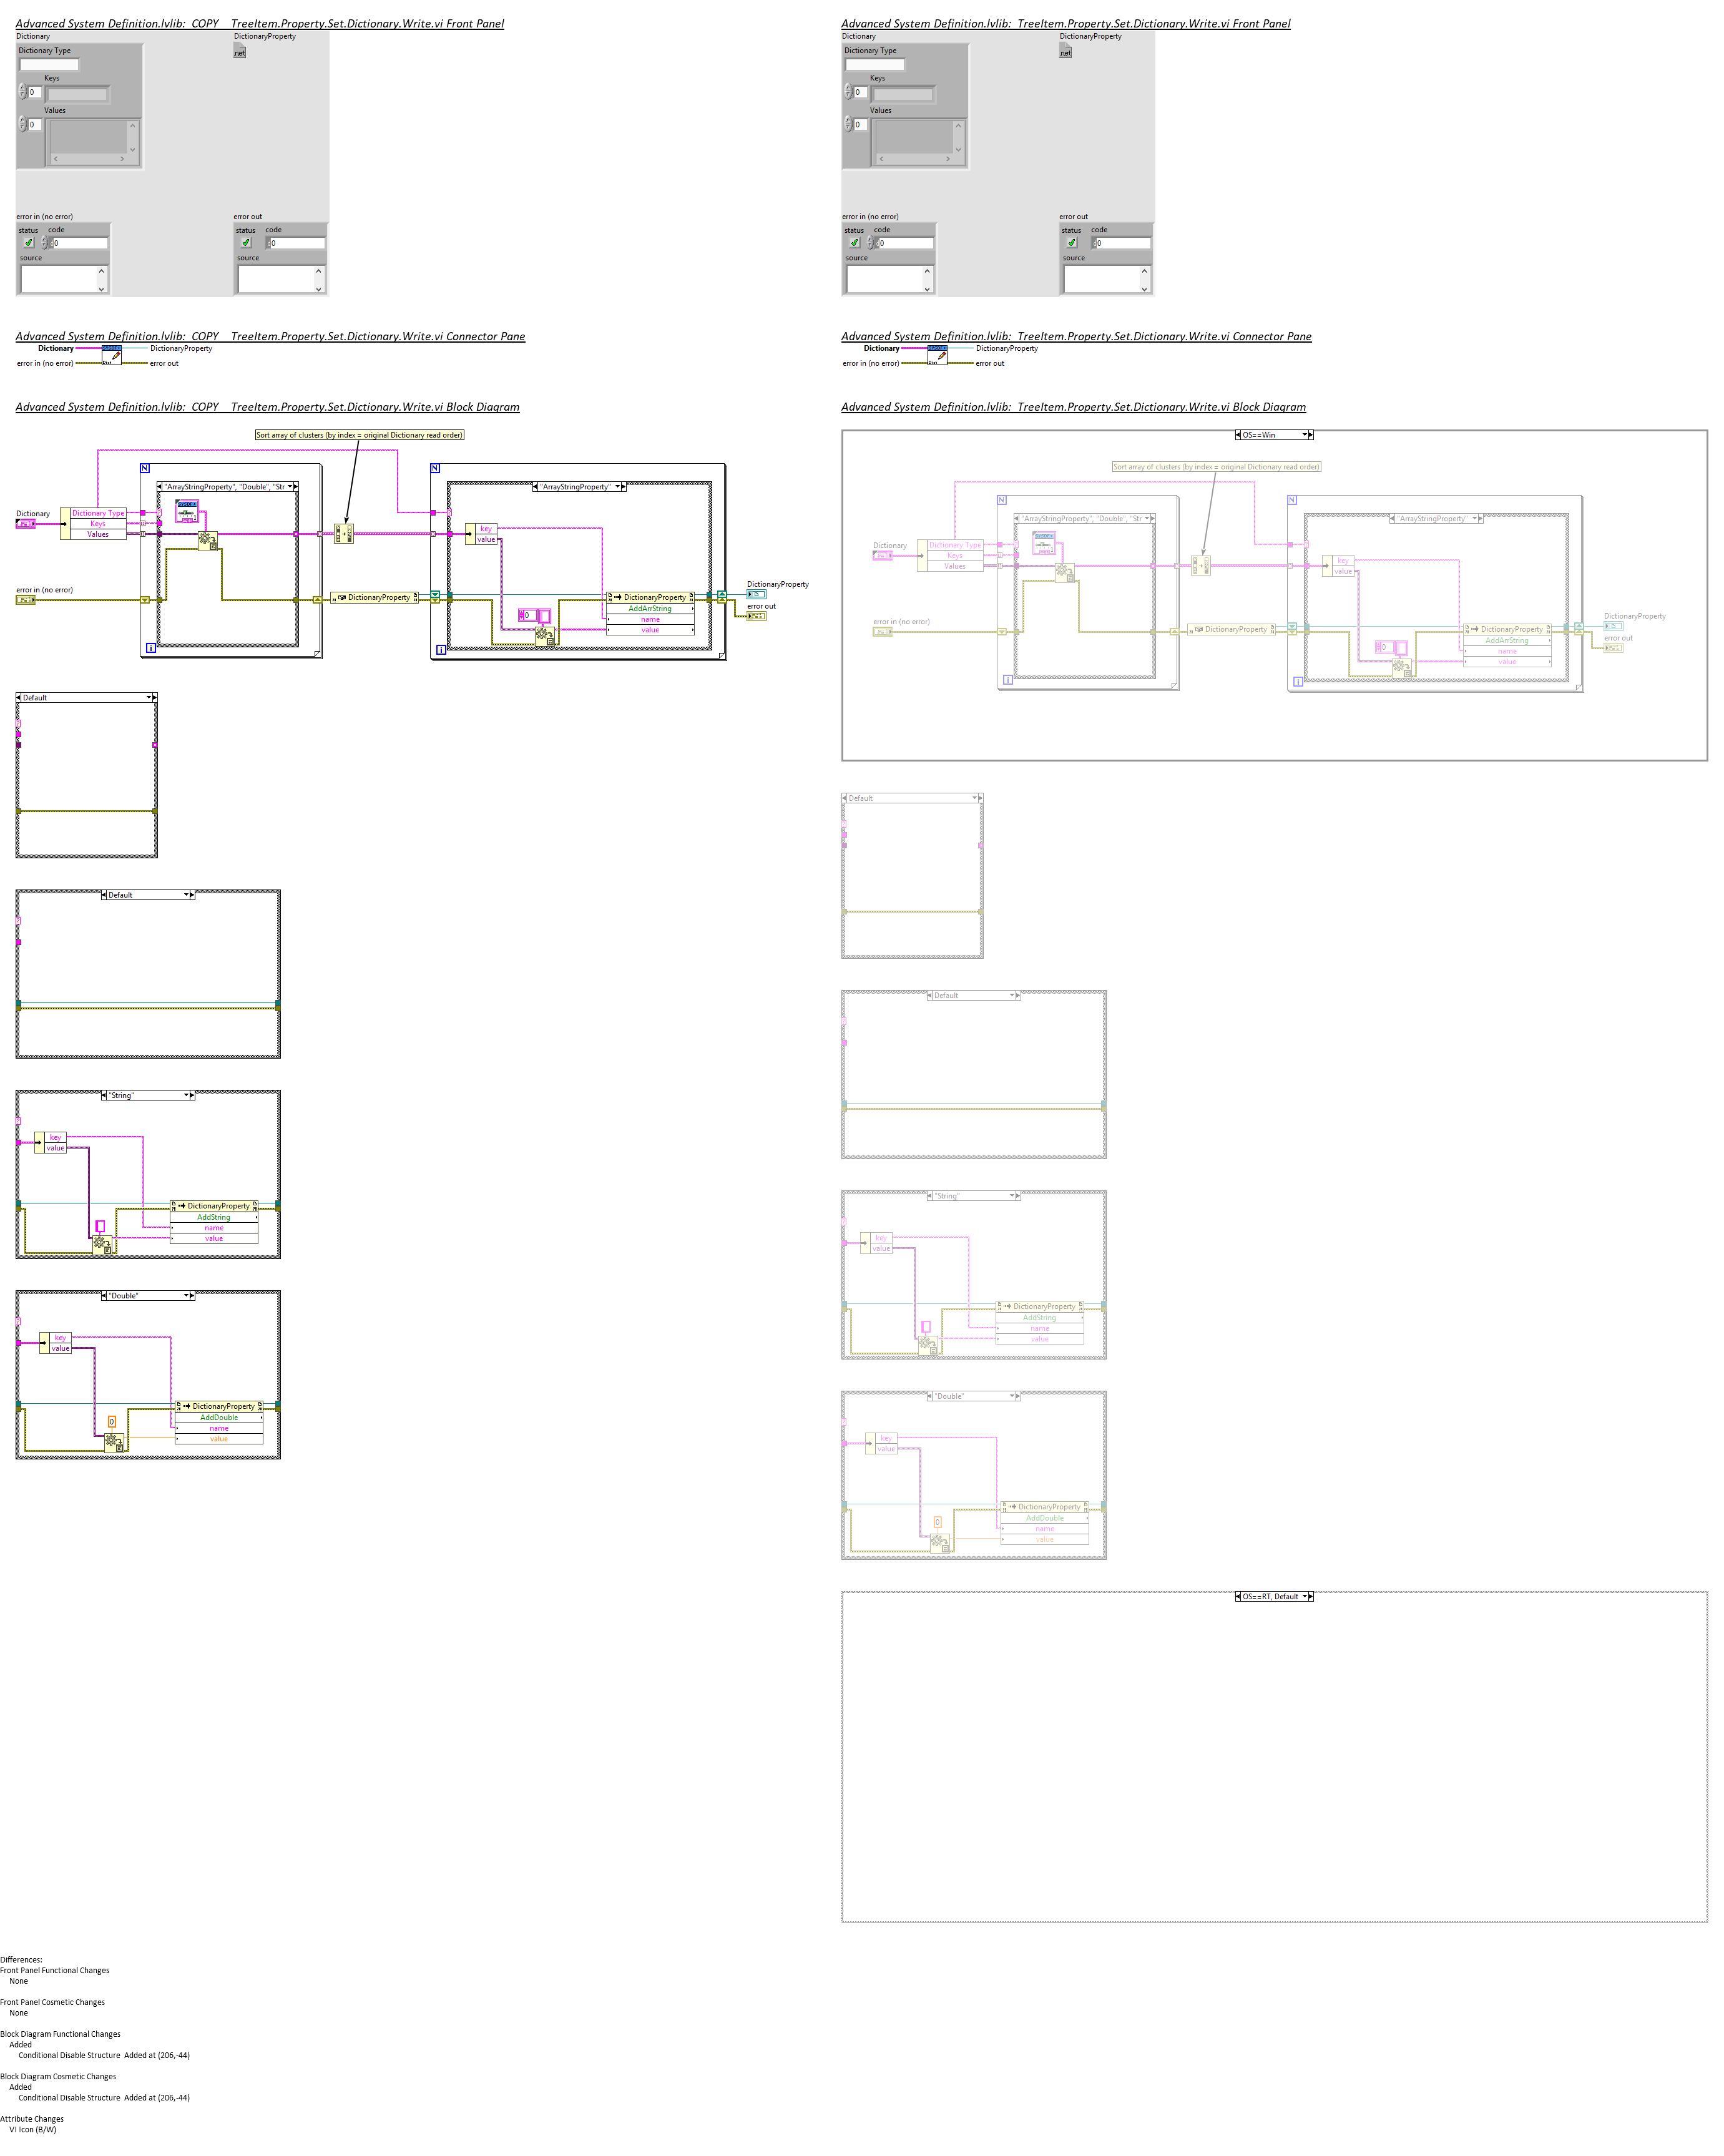 Advanced System Definition.lvlib:  COPY    TreeItem.Property.Set.Dictionary.Write.vi Front Panel
Dictionary
DictionaryProperty
Dictionary Type
.net
Keys
0
Values
0
error in (no error)
error out
status
code
status
code
0
0
source
source
Advanced System Definition.lvlib:  COPY    TreeItem.Property.Set.Dictionary.Write.vi Connector Pane
Dictionary
DictionaryProperty
error in (no error)
error out
Advanced System Definition.lvlib:  COPY    TreeItem.Property.Set.Dictionary.Write.vi Block Diagram
Sort array of clusters (by index = original Dictionary read order)
N
N
"ArrayStringProperty", "Double", "Str
"ArrayStringProperty"
Dictionary
Dictionary Type
Keys
Values
key
value
error in (no error)
DictionaryProperty
DictionaryProperty
AddArrString
name
value
0
DictionaryProperty
error out
i
i
Default
Default
"String"
key
value
DictionaryProperty
AddString
name
value
"Double"
key
value
DictionaryProperty
AddDouble
name
value
0
Advanced System Definition.lvlib:  TreeItem.Property.Set.Dictionary.Write.vi Front Panel
Dictionary
DictionaryProperty
Dictionary Type
.net
Keys
0
Values
0
error in (no error)
error out
status
code
status
code
0
0
source
source
Advanced System Definition.lvlib:  TreeItem.Property.Set.Dictionary.Write.vi Connector Pane
Dictionary
DictionaryProperty
error in (no error)
error out
Advanced System Definition.lvlib:  TreeItem.Property.Set.Dictionary.Write.vi Block Diagram
OS==Win
Sort array of clusters (by index = original Dictionary read order)
N
N
"ArrayStringProperty", "Double", "Str
"ArrayStringProperty"
Dictionary
Dictionary Type
Keys
Values
key
value
error in (no error)
DictionaryProperty
DictionaryProperty
AddArrString
name
value
0
DictionaryProperty
error out
i
i
Default
Default
"String"
key
value
DictionaryProperty
AddString
name
value
"Double"
key
value
DictionaryProperty
AddDouble
name
value
0
OS==RT, Default
Differences:
Front Panel Functional Changes
None
Front Panel Cosmetic Changes
None
Block Diagram Functional Changes
Added
Conditional Disable Structure  Added at (206,-44)
Block Diagram Cosmetic Changes
Added
Conditional Disable Structure  Added at (206,-44)
Attribute Changes
VI Icon (B/W)